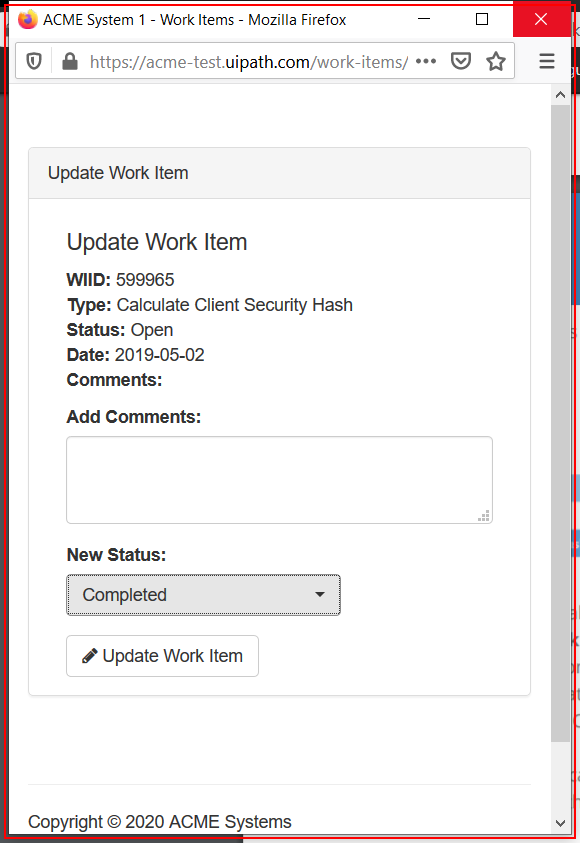 ACME System 1 - Work Items - Mozilla Firefox
https://acme-test.uipath.com/work-items/
Update Work Item
Update Work Item
WIID: 599965
Type: Calculate Client Security Hash
Status: Open
Date: 2019-05-02
Comments:
Add Comments:
New Status:
Completed
Update Work Item
Copyright © 2020 ACME Systems